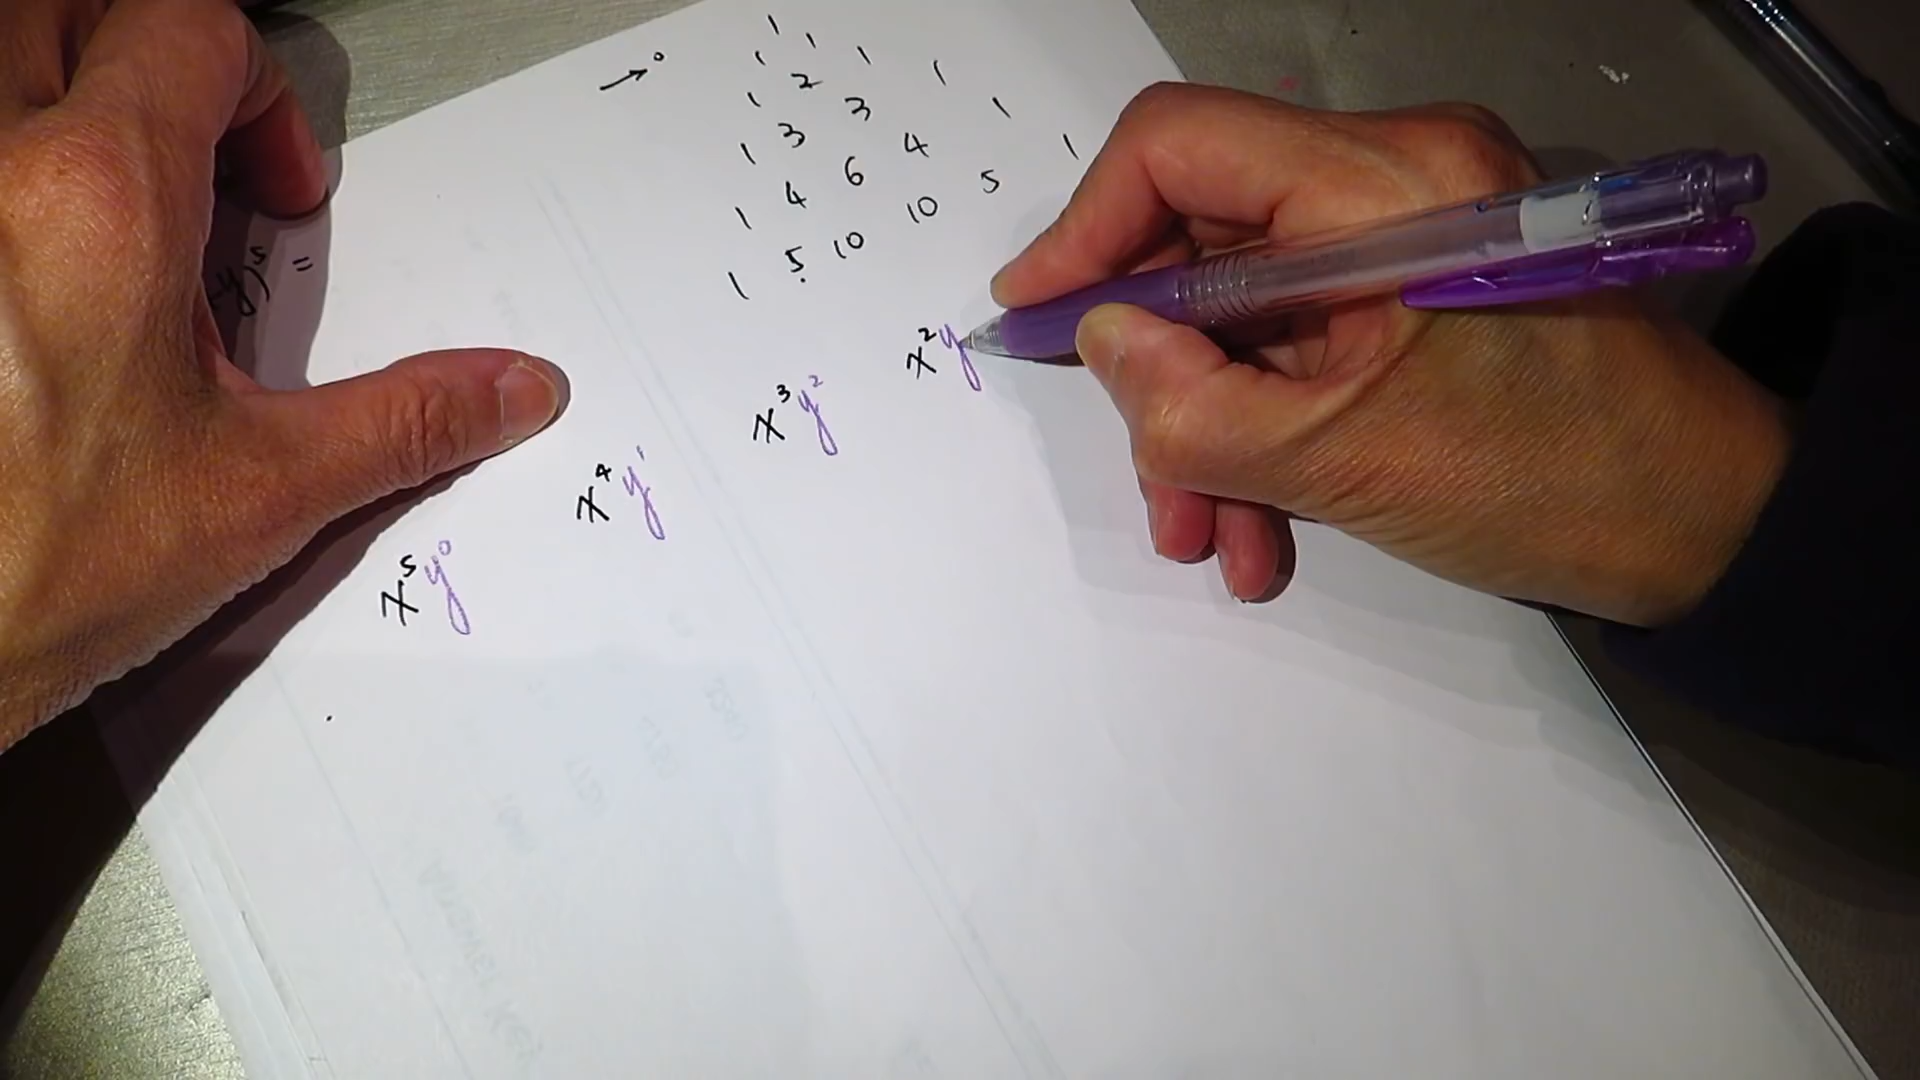 → 0 1
1 1
1 2 1
1 3 3 1
1 4 6 4 1
1 5 10 10 5 1
y)⁵ =
x⁵y⁰ x⁴y¹ x³y² x²y